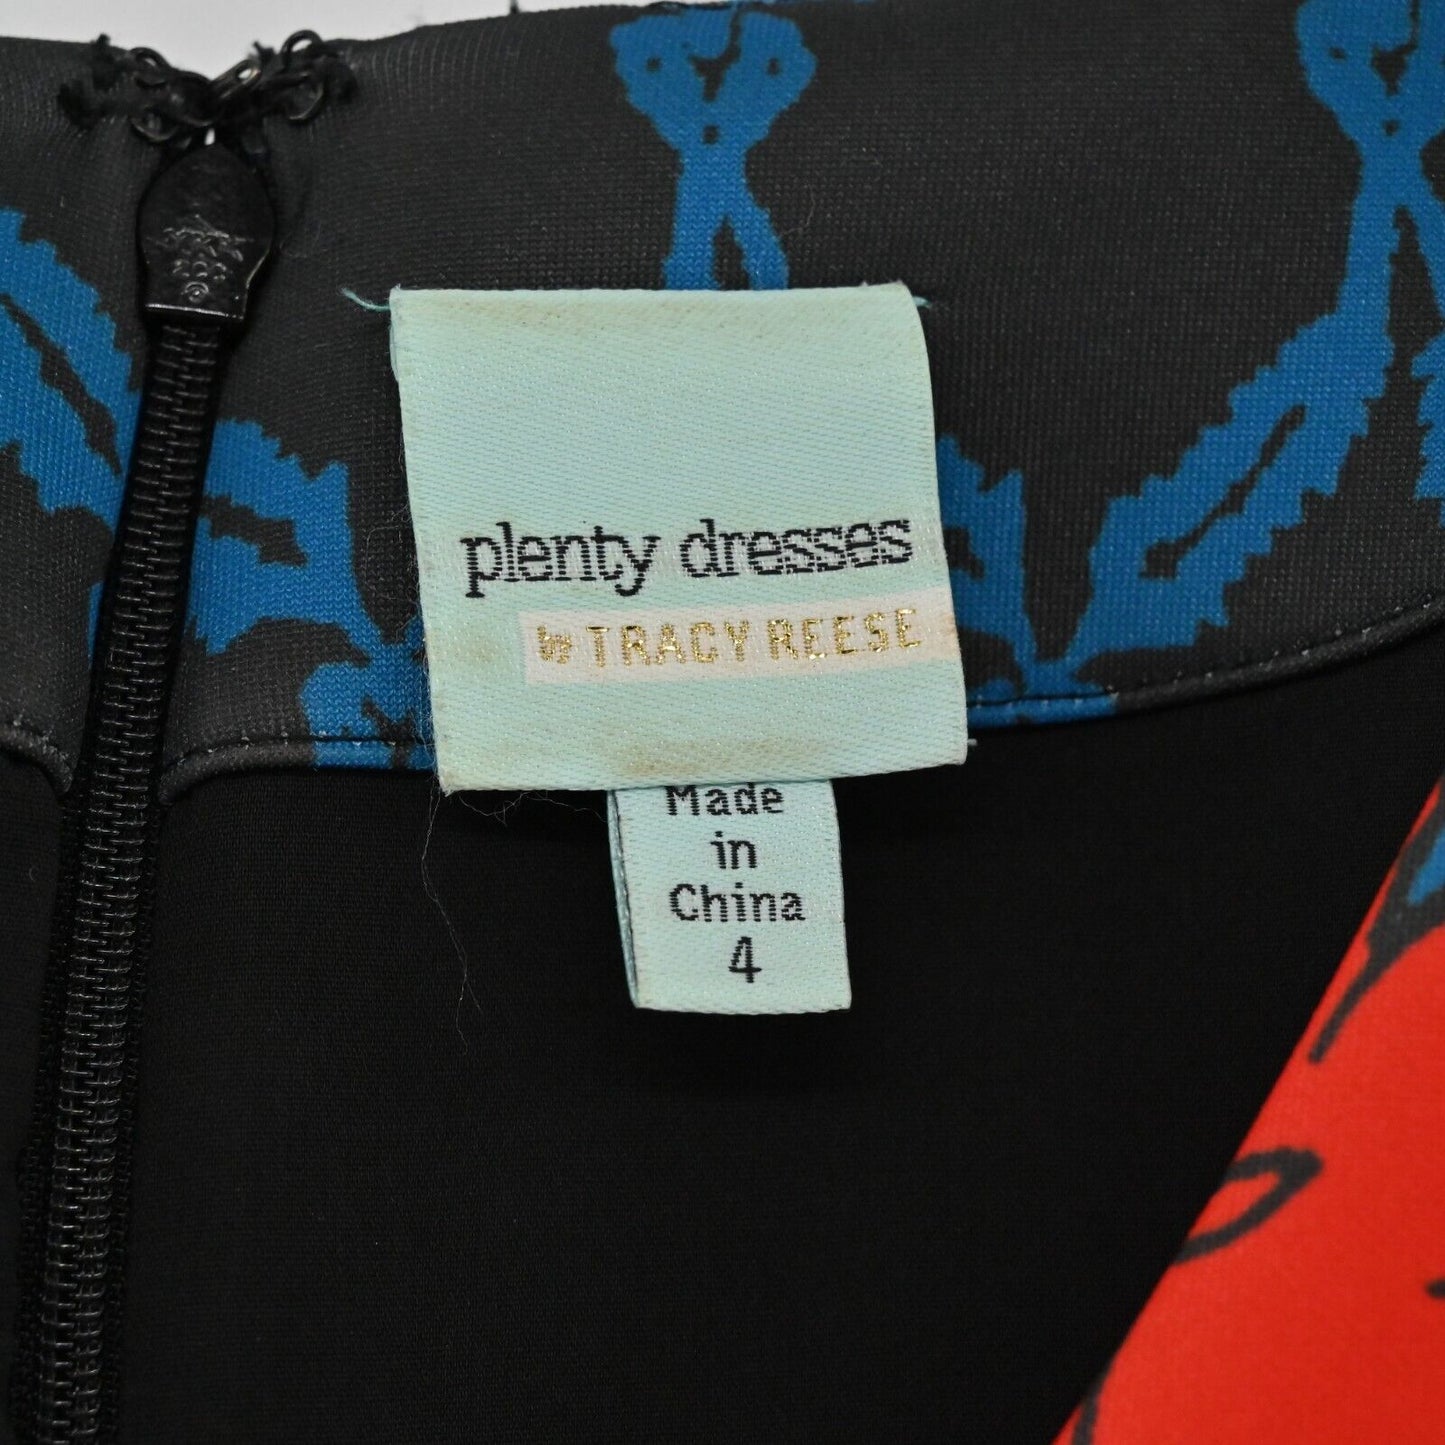 plenty dresses
by TRACY REESE
Made
in
China
4